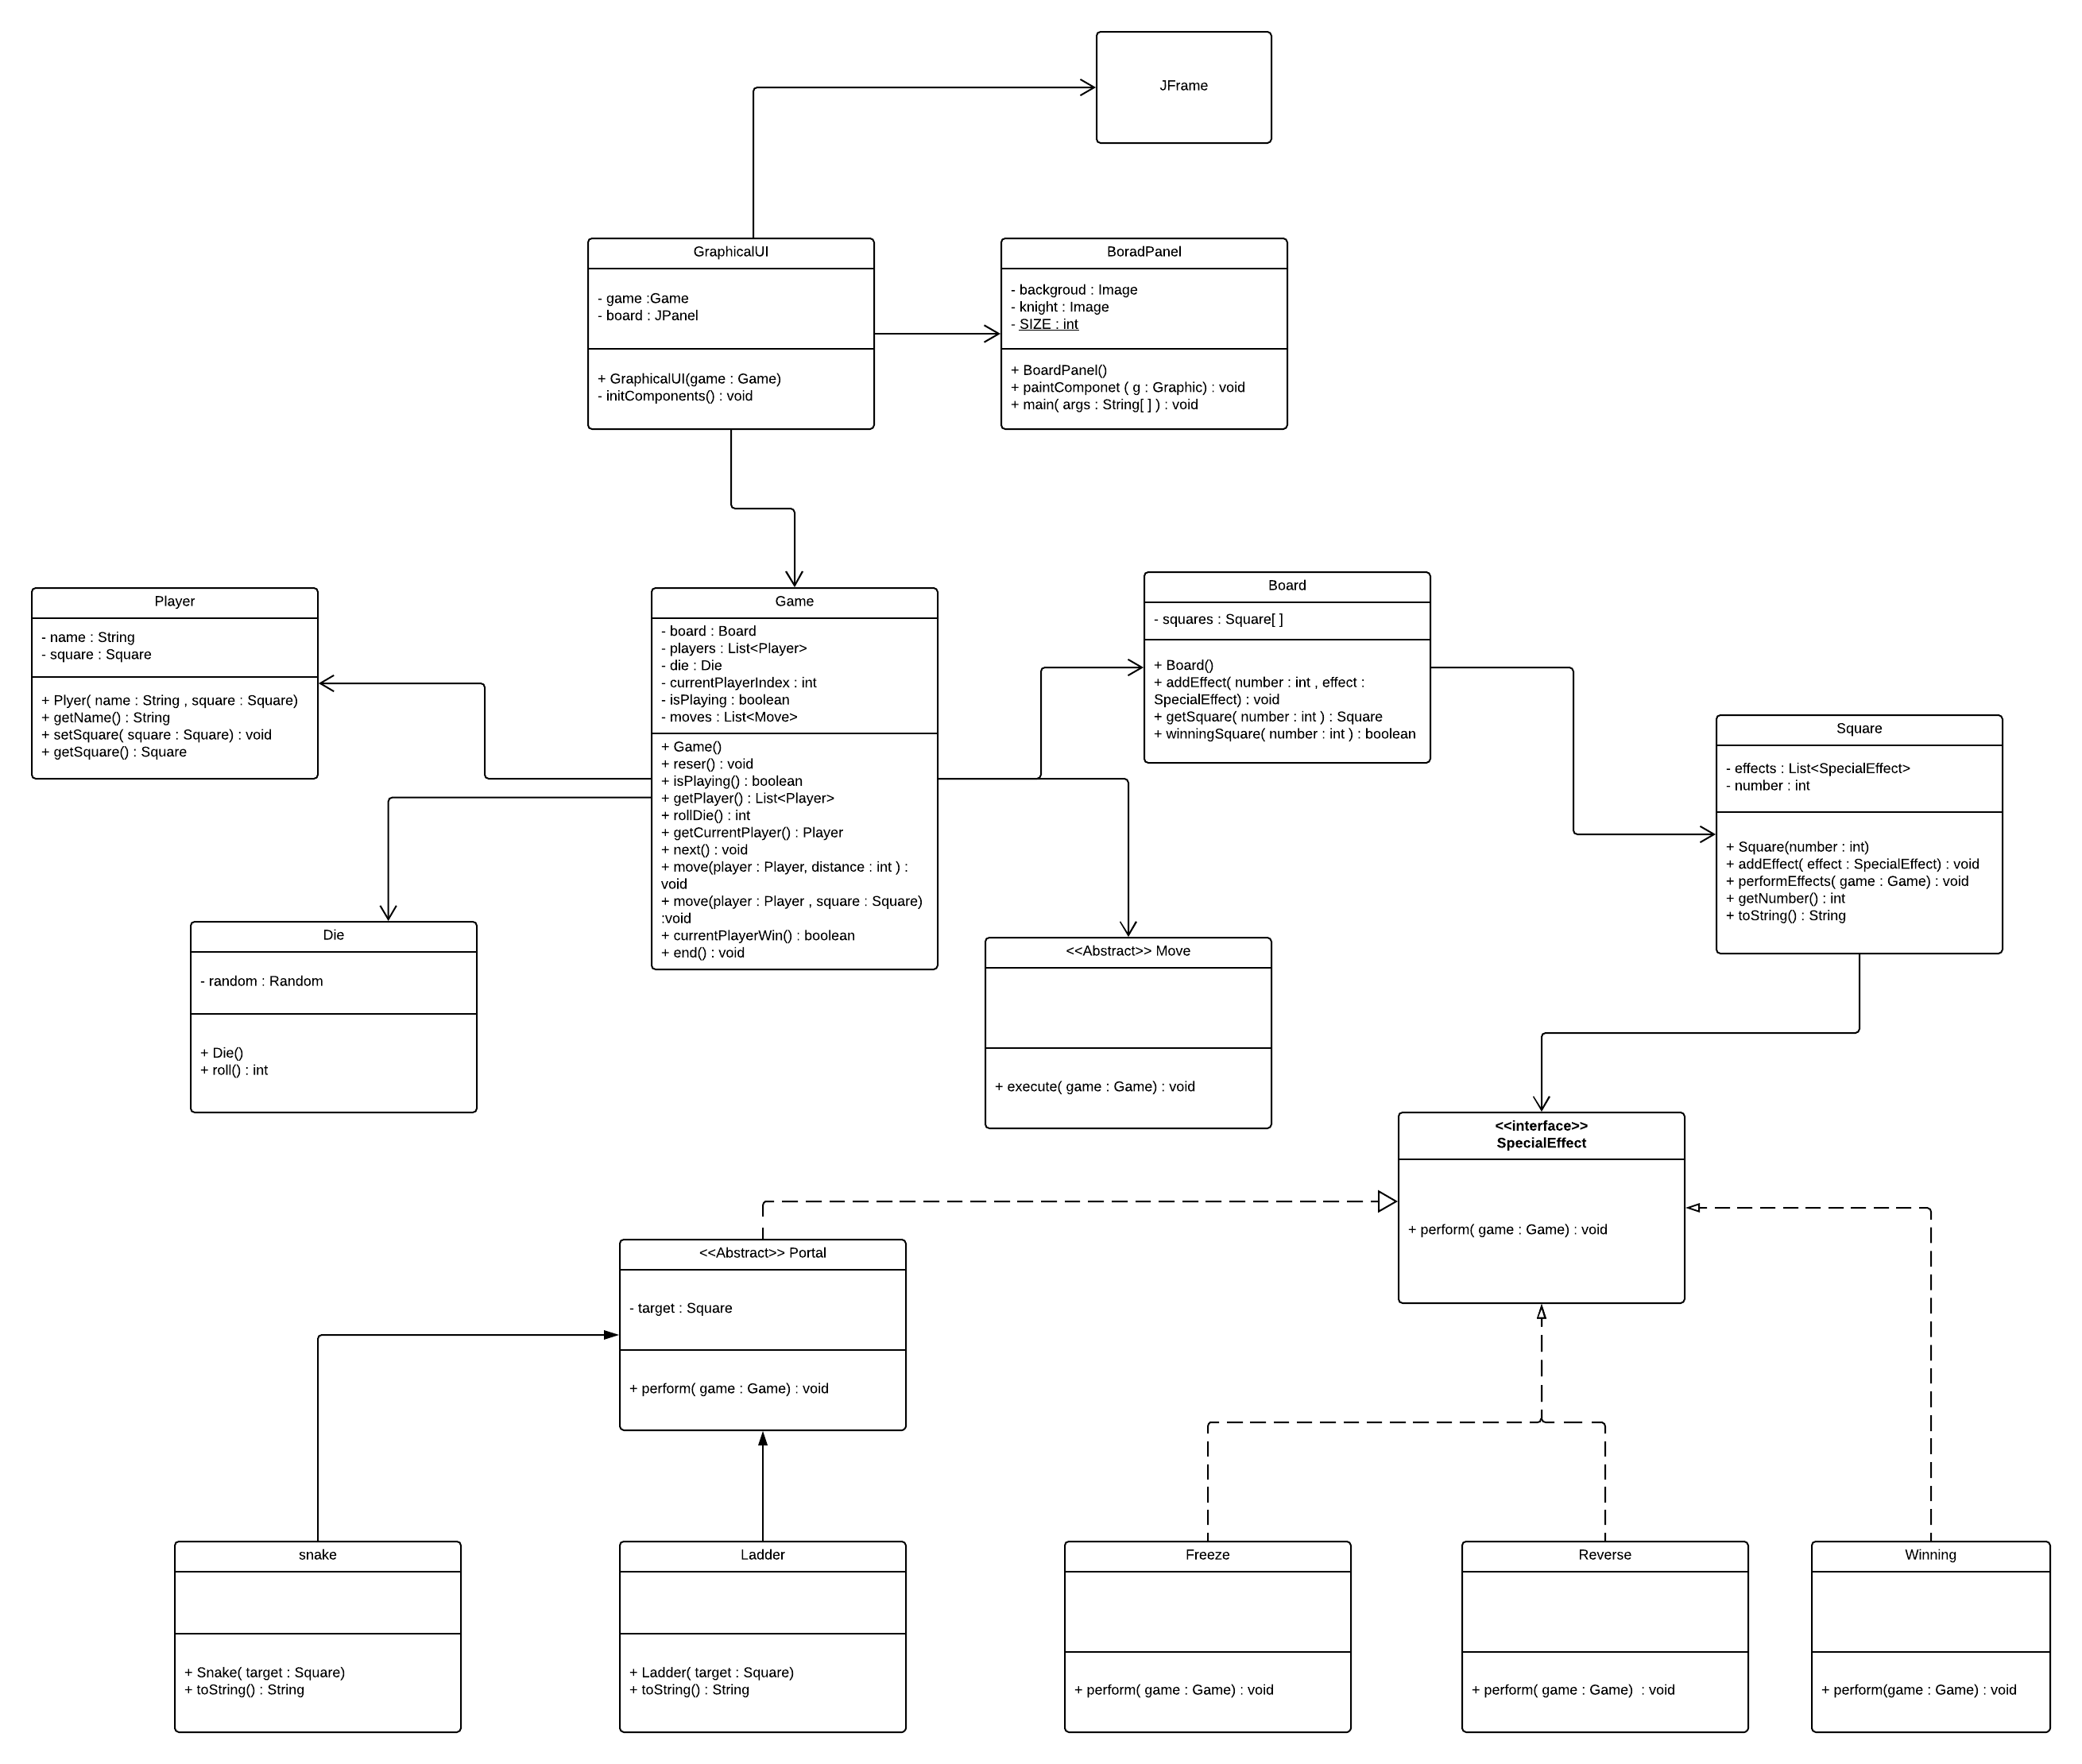 JFrame
GraphicalUI
- game :Game
- board : JPanel
+ GraphicalUI(game : Game)
- initComponents() : void
BoradPanel
- backgroud : Image
- knight : Image
- SIZE : int
+ BoardPanel()
+ paintComponet ( g : Graphic) : void
+ main( args : String[ ] ) : void
Player
- name : String
- square : Square
+ Plyer( name : String , square : Square)
+ getName() : String
+ setSquare( square : Square) : void
+ getSquare() : Square
Game
- board : Board
- players : List<Player>
- die : Die
- currentPlayerIndex : int
- isPlaying : boolean
- moves : List<Move>
+ Game()
+ reser() : void
+ isPlaying() : boolean
+ getPlayer() : List<Player>
+ rollDie() : int
+ getCurrentPlayer() : Player
+ next() : void
+ move(player : Player, distance : int ) :
void
+ move(player : Player , square : Square)
:void
+ currentPlayerWin() : boolean
+ end() : void
Board
- squares : Square[ ]
+ Board()
+ addEffect( number : int , effect :
SpecialEffect) : void
+ getSquare( number : int ) : Square
+ winningSquare( number : int ) : boolean
Square
- effects : List<SpecialEffect>
- number : int
+ Square(number : int)
+ addEffect( effect : SpecialEffect) : void
+ performEffects( game : Game) : void
+ getNumber() : int
+ toString() : String
Die
- random : Random
+ Die()
+ roll() : int
<<Abstract>> Move
+ execute( game : Game) : void
<<interface>>
SpecialEffect
+ perform( game : Game) : void
<<Abstract>> Portal
- target : Square
+ perform( game : Game) : void
snake
+ Snake( target : Square)
+ toString() : String
Ladder
+ Ladder( target : Square)
+ toString() : String
Freeze
+ perform( game : Game) : void
Reverse
+ perform( game : Game)  : void
Winning
+ perform(game : Game) : void